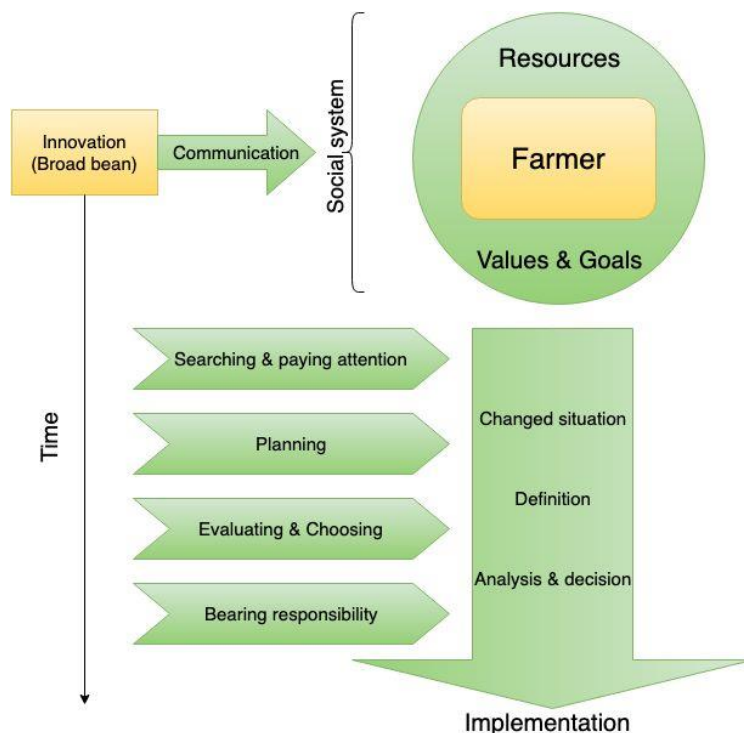 Resources
Innovation
(Broad bean)
Communication
Social system
Farmer
Values & Goals
Searching & paying attention
Changed situation
Time
Planning
Definition
Evaluating & Choosing
Analysis & decision
Bearing responsibility
Implementation